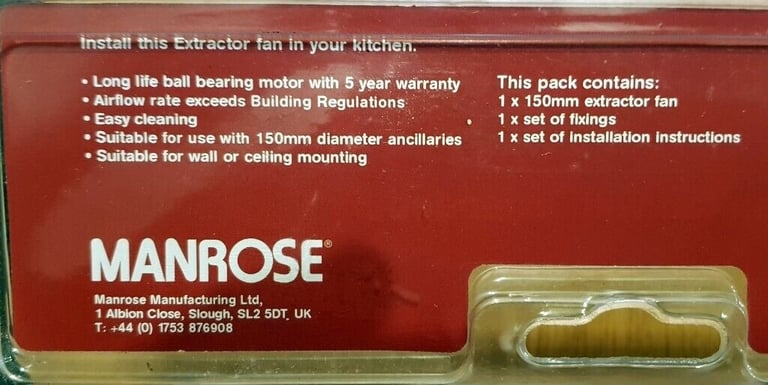 Install this Extractor fan in your kitchen.
• Long life ball bearing motor with 5 year warranty
• Airflow rate exceeds Building Regulations
• Easy cleaning
• Suitable for use with 150mm diameter ancillaries
• Suitable for wall or ceiling mounting
This pack contains:
1 x 150mm extractor fan
1 x set of fixings
1 x set of installation instructions
MANROSE®
Manrose Manufacturing Ltd,
1 Albion Close, Slough, SL2 5DT, UK
T: +44 (0) 1753 876908